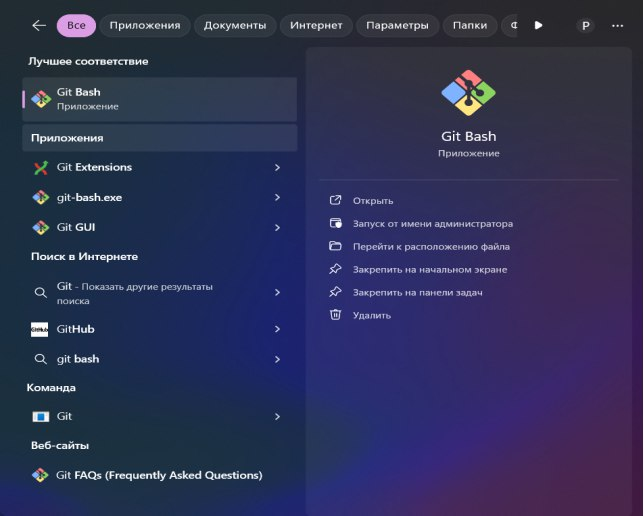 Все Приложения Документы Интернет Параметры Папки P
Лучшее соответствие
Git Bash
Приложение
Приложения
Git Extensions
git-bash.exe
Git GUI
Поиск в Интернете
Git - Показать другие результаты
поиска
GitHub
GitHub
git bash
Команда
Git
Веб-сайты
Git FAQs (Frequently Asked Questions)
Git Bash
Приложение
Открыть
Запуск от имени администратора
Перейти к расположению файла
Закрепить на начальном экране
Закрепить на панели задач
Удалить